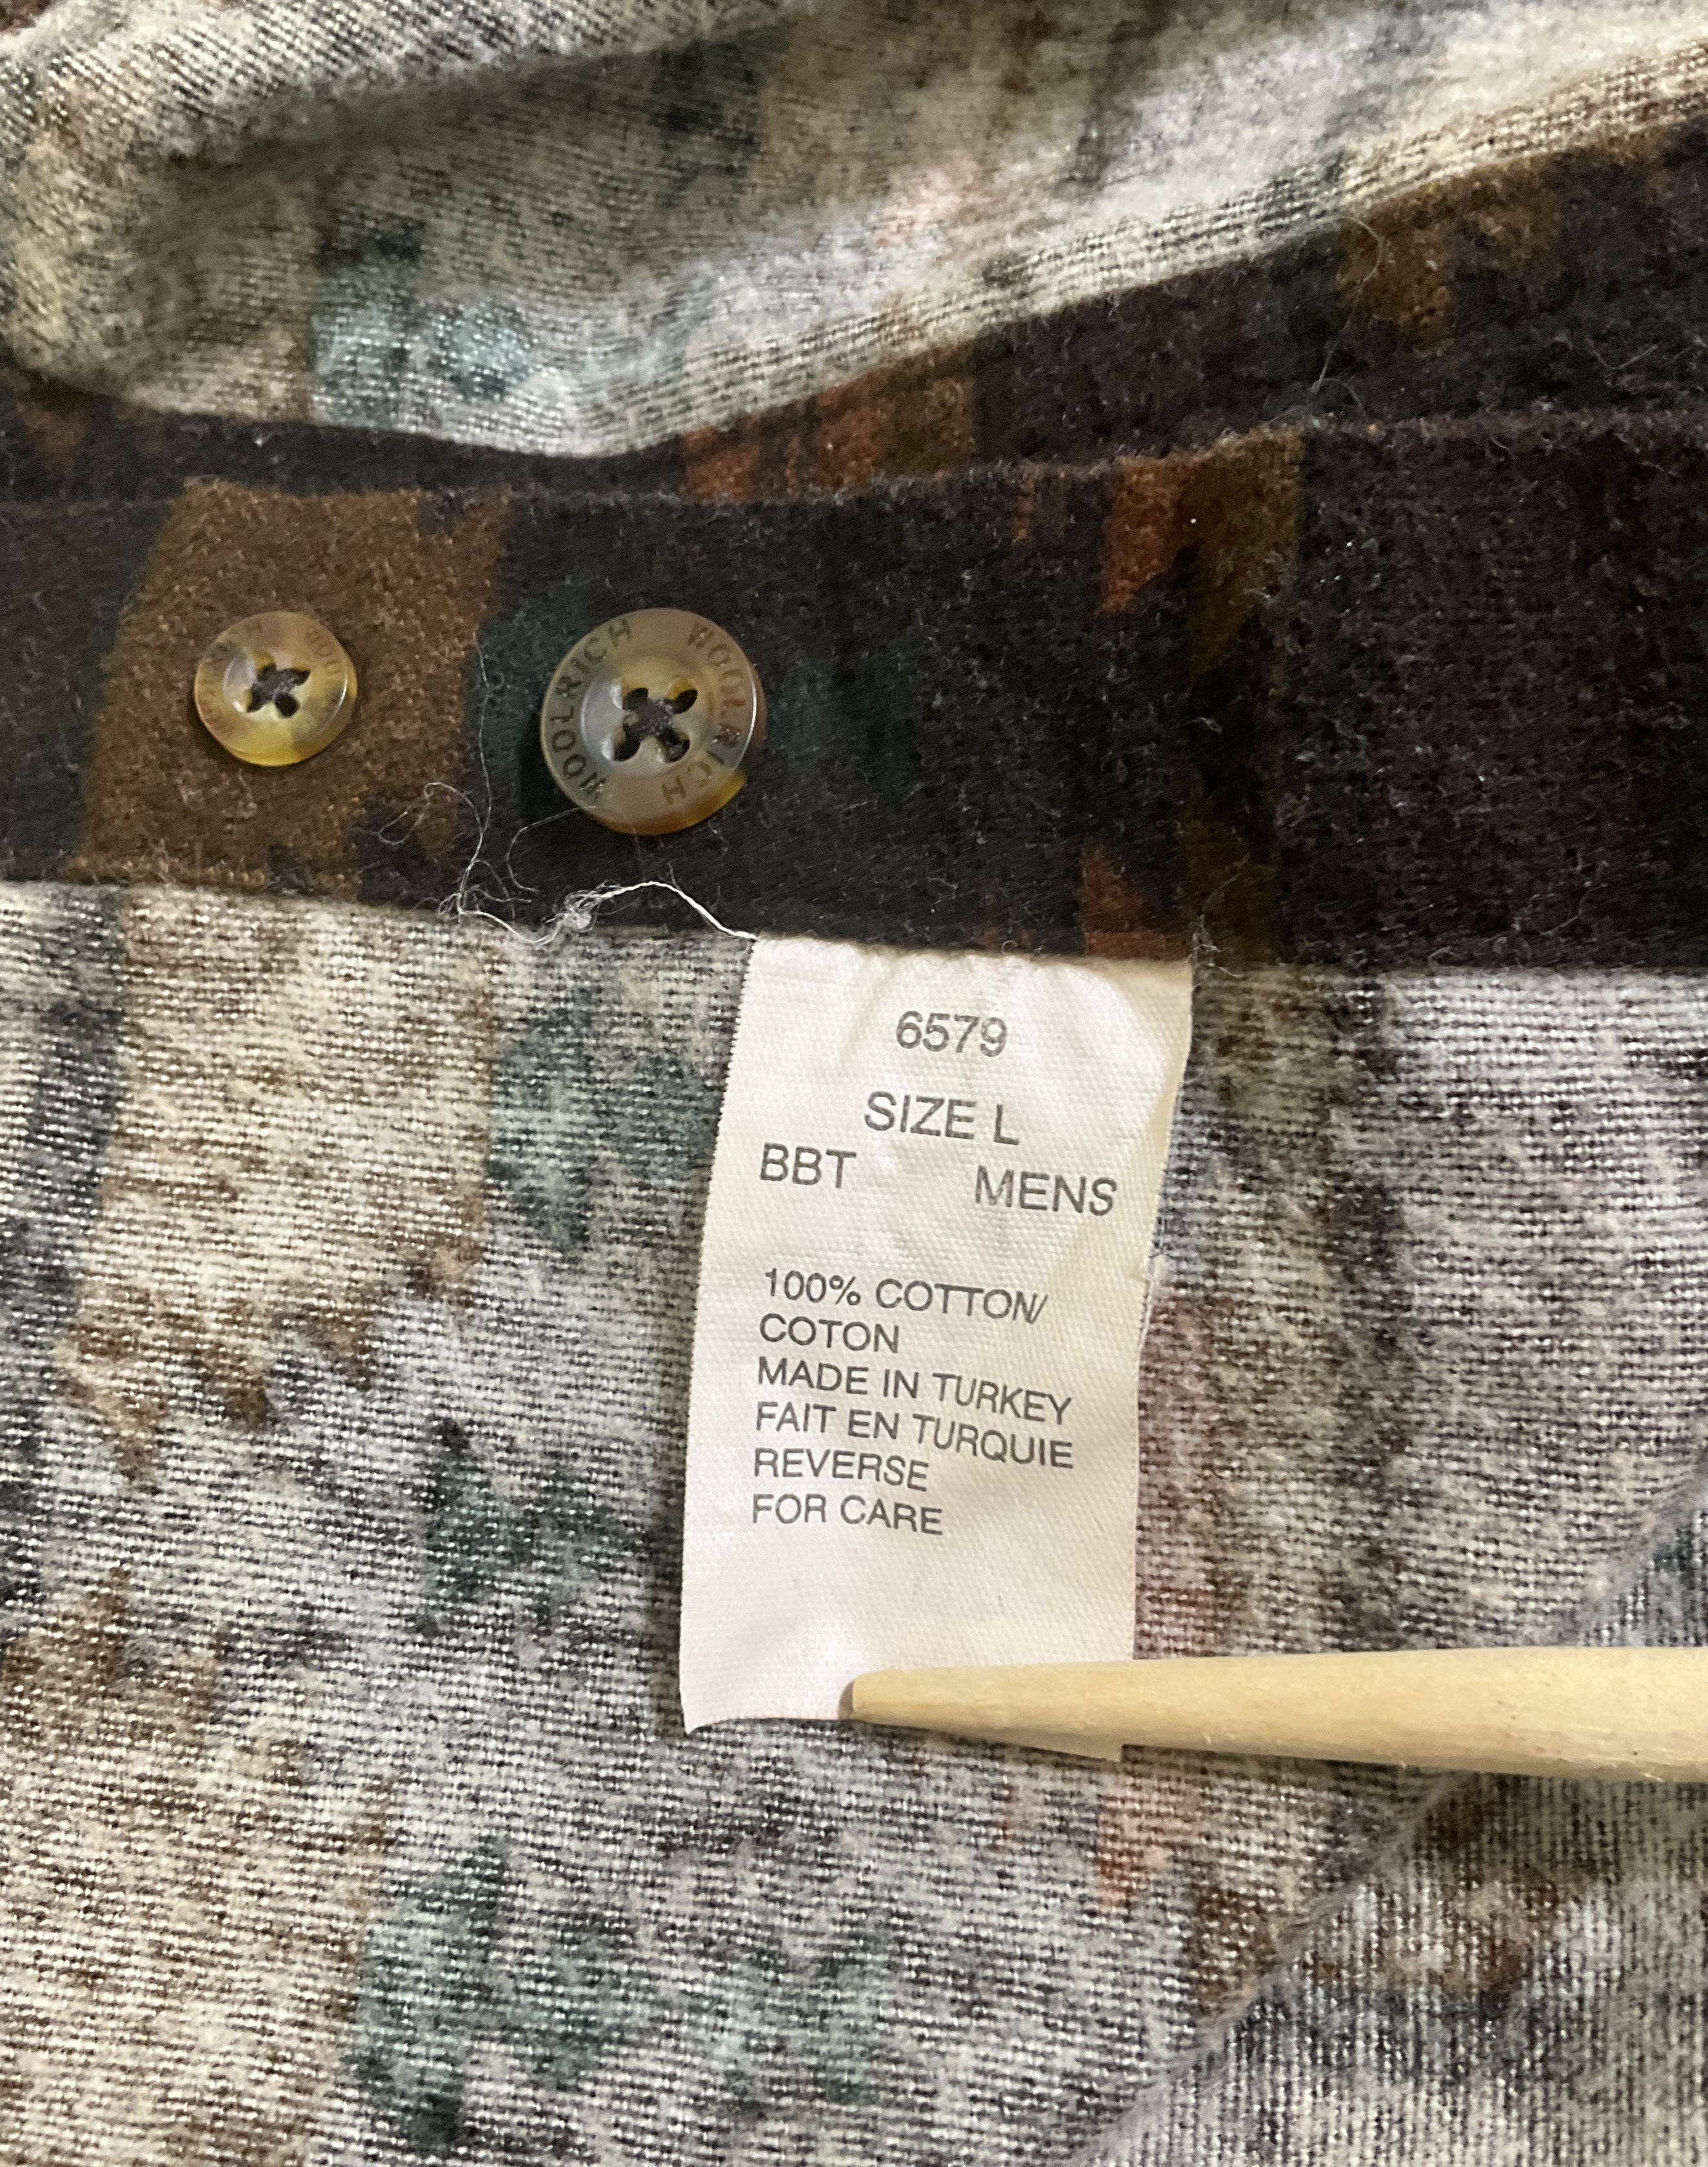 WOOLRICH WOOLRICH
6579
SIZE L
BBT MENS
100% COTTON/
COTON
MADE IN TURKEY
FAIT EN TURQUIE
REVERSE
FOR CARE